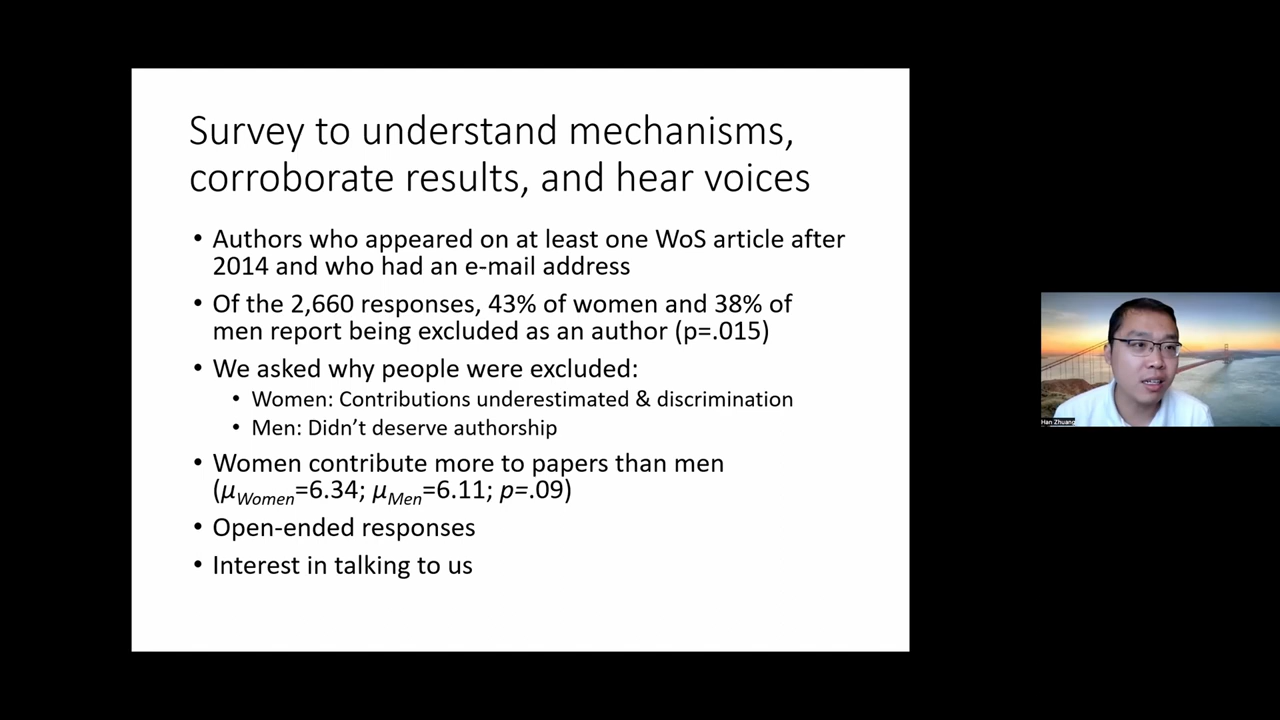 Survey to understand mechanisms,
corroborate results, and hear voices
• Authors who appeared on at least one WoS article after
2014 and who had an e-mail address
• Of the 2,660 responses, 43% of women and 38% of
men report being excluded as an author (p=.015)
• We asked why people were excluded:
• Women: Contributions underestimated & discrimination
• Men: Didn’t deserve authorship
• Women contribute more to papers than men
(μWomen=6.34; μMen=6.11; p=.09)
• Open-ended responses
• Interest in talking to us
Han Zhuang